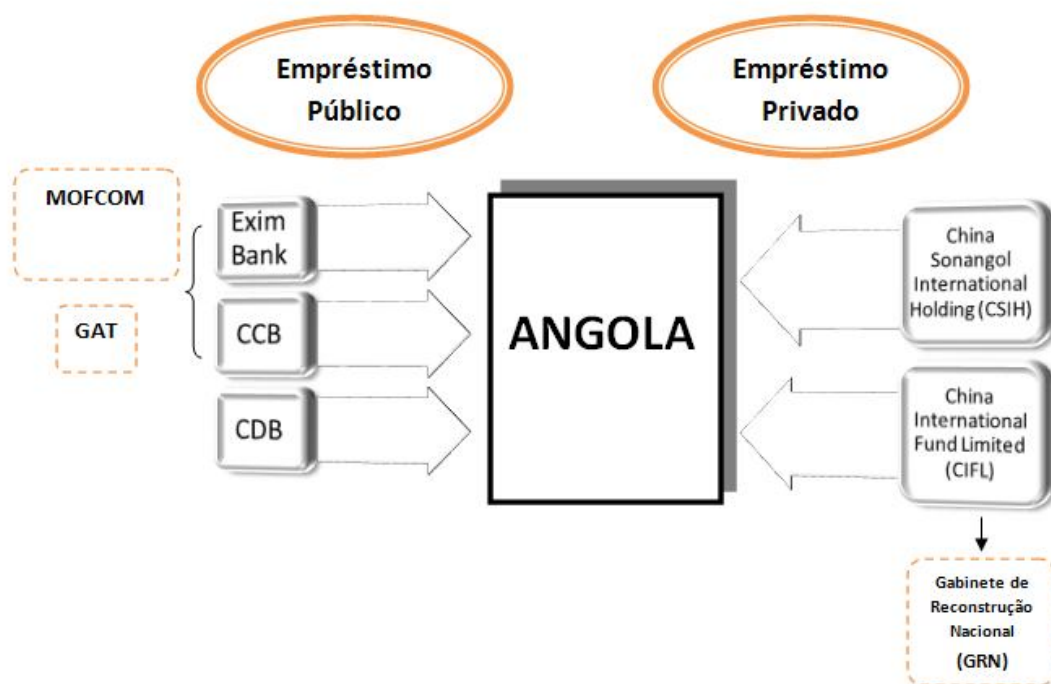 Empréstimo
Público
Empréstimo
Privado
MOFCOM
GAT
Exim
Bank
CCB
CDB
ANGOLA
China
Sonangol
International
Holding (CSIH)
China
International
Fund Limited
(CIFL)
Gabinete de
Reconstrução
Nacional
(GRN)